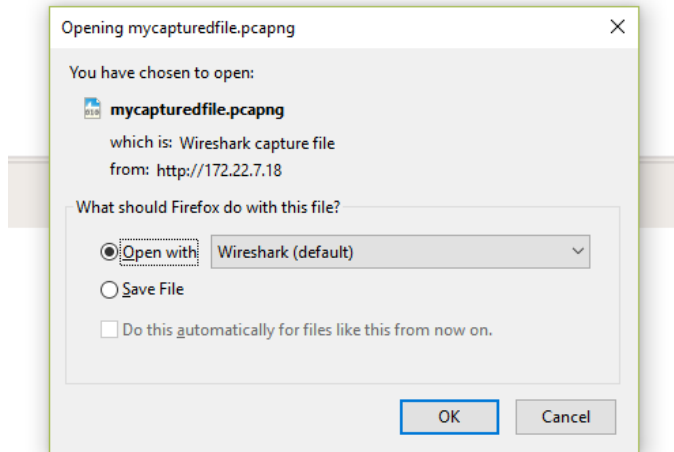 Opening mycapturedfile.pcapng
You have chosen to open:
mycapturedfile.pcapng
which is: Wireshark capture file
from: http://172.22.7.18
What should Firefox do with this file?
Open with Wireshark (default)
Save File
Do this automatically for files like this from now on.
OK Cancel